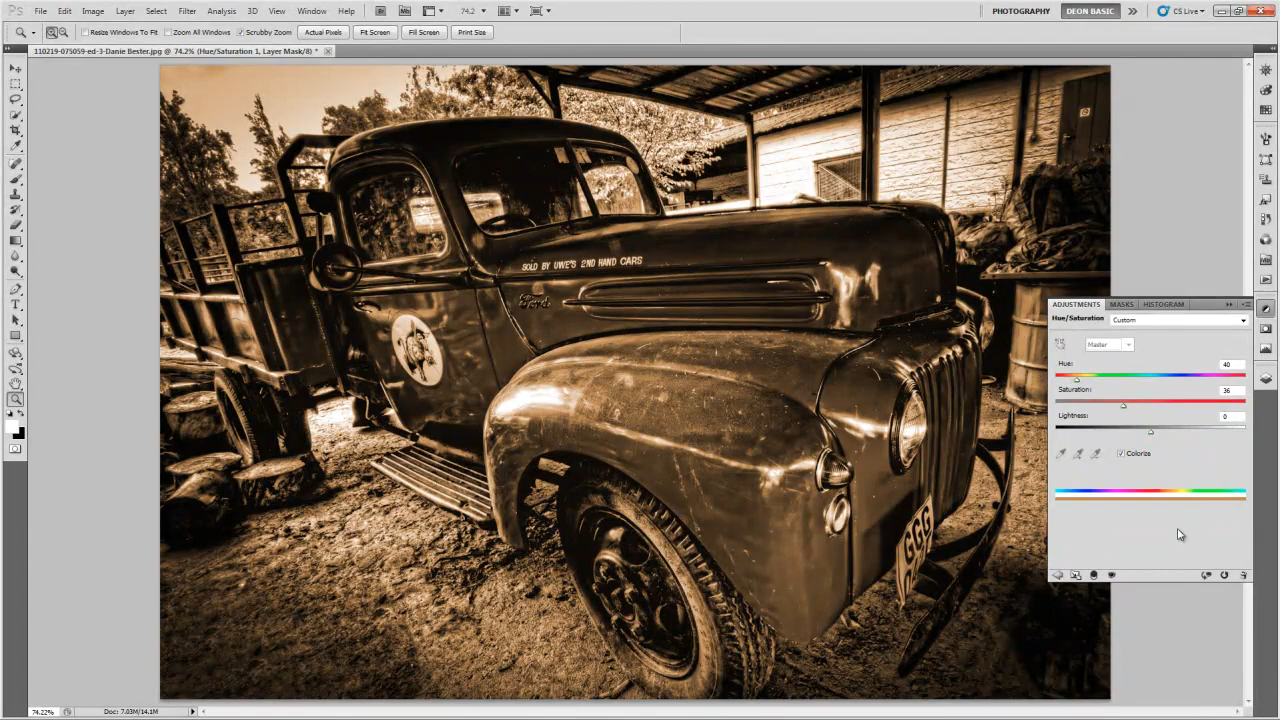 Ps File Edit Image Layer Select Filter Analysis 3D View Window Help Br Mb 74.2 PHOTOGRAPHY DEON BASIC CS Live
Resize Windows To Fit Zoom All Windows Scrubby Zoom Actual Pixels Fit Screen Fill Screen Print Size
110219-075059-ed-3-Danie Bester.jpg @ 74.2% (Hue/Saturation 1, Layer Mask/8) *
SOLD BY UWE'S 2ND HAND CARS
Ford
GGG
ADJUSTMENTS MASKS HISTOGRAM
Hue/Saturation Custom
Master
Hue: 40
Saturation: 36
Lightness: 0
Colorize
74.22% Doc: 7.03M/14.1M